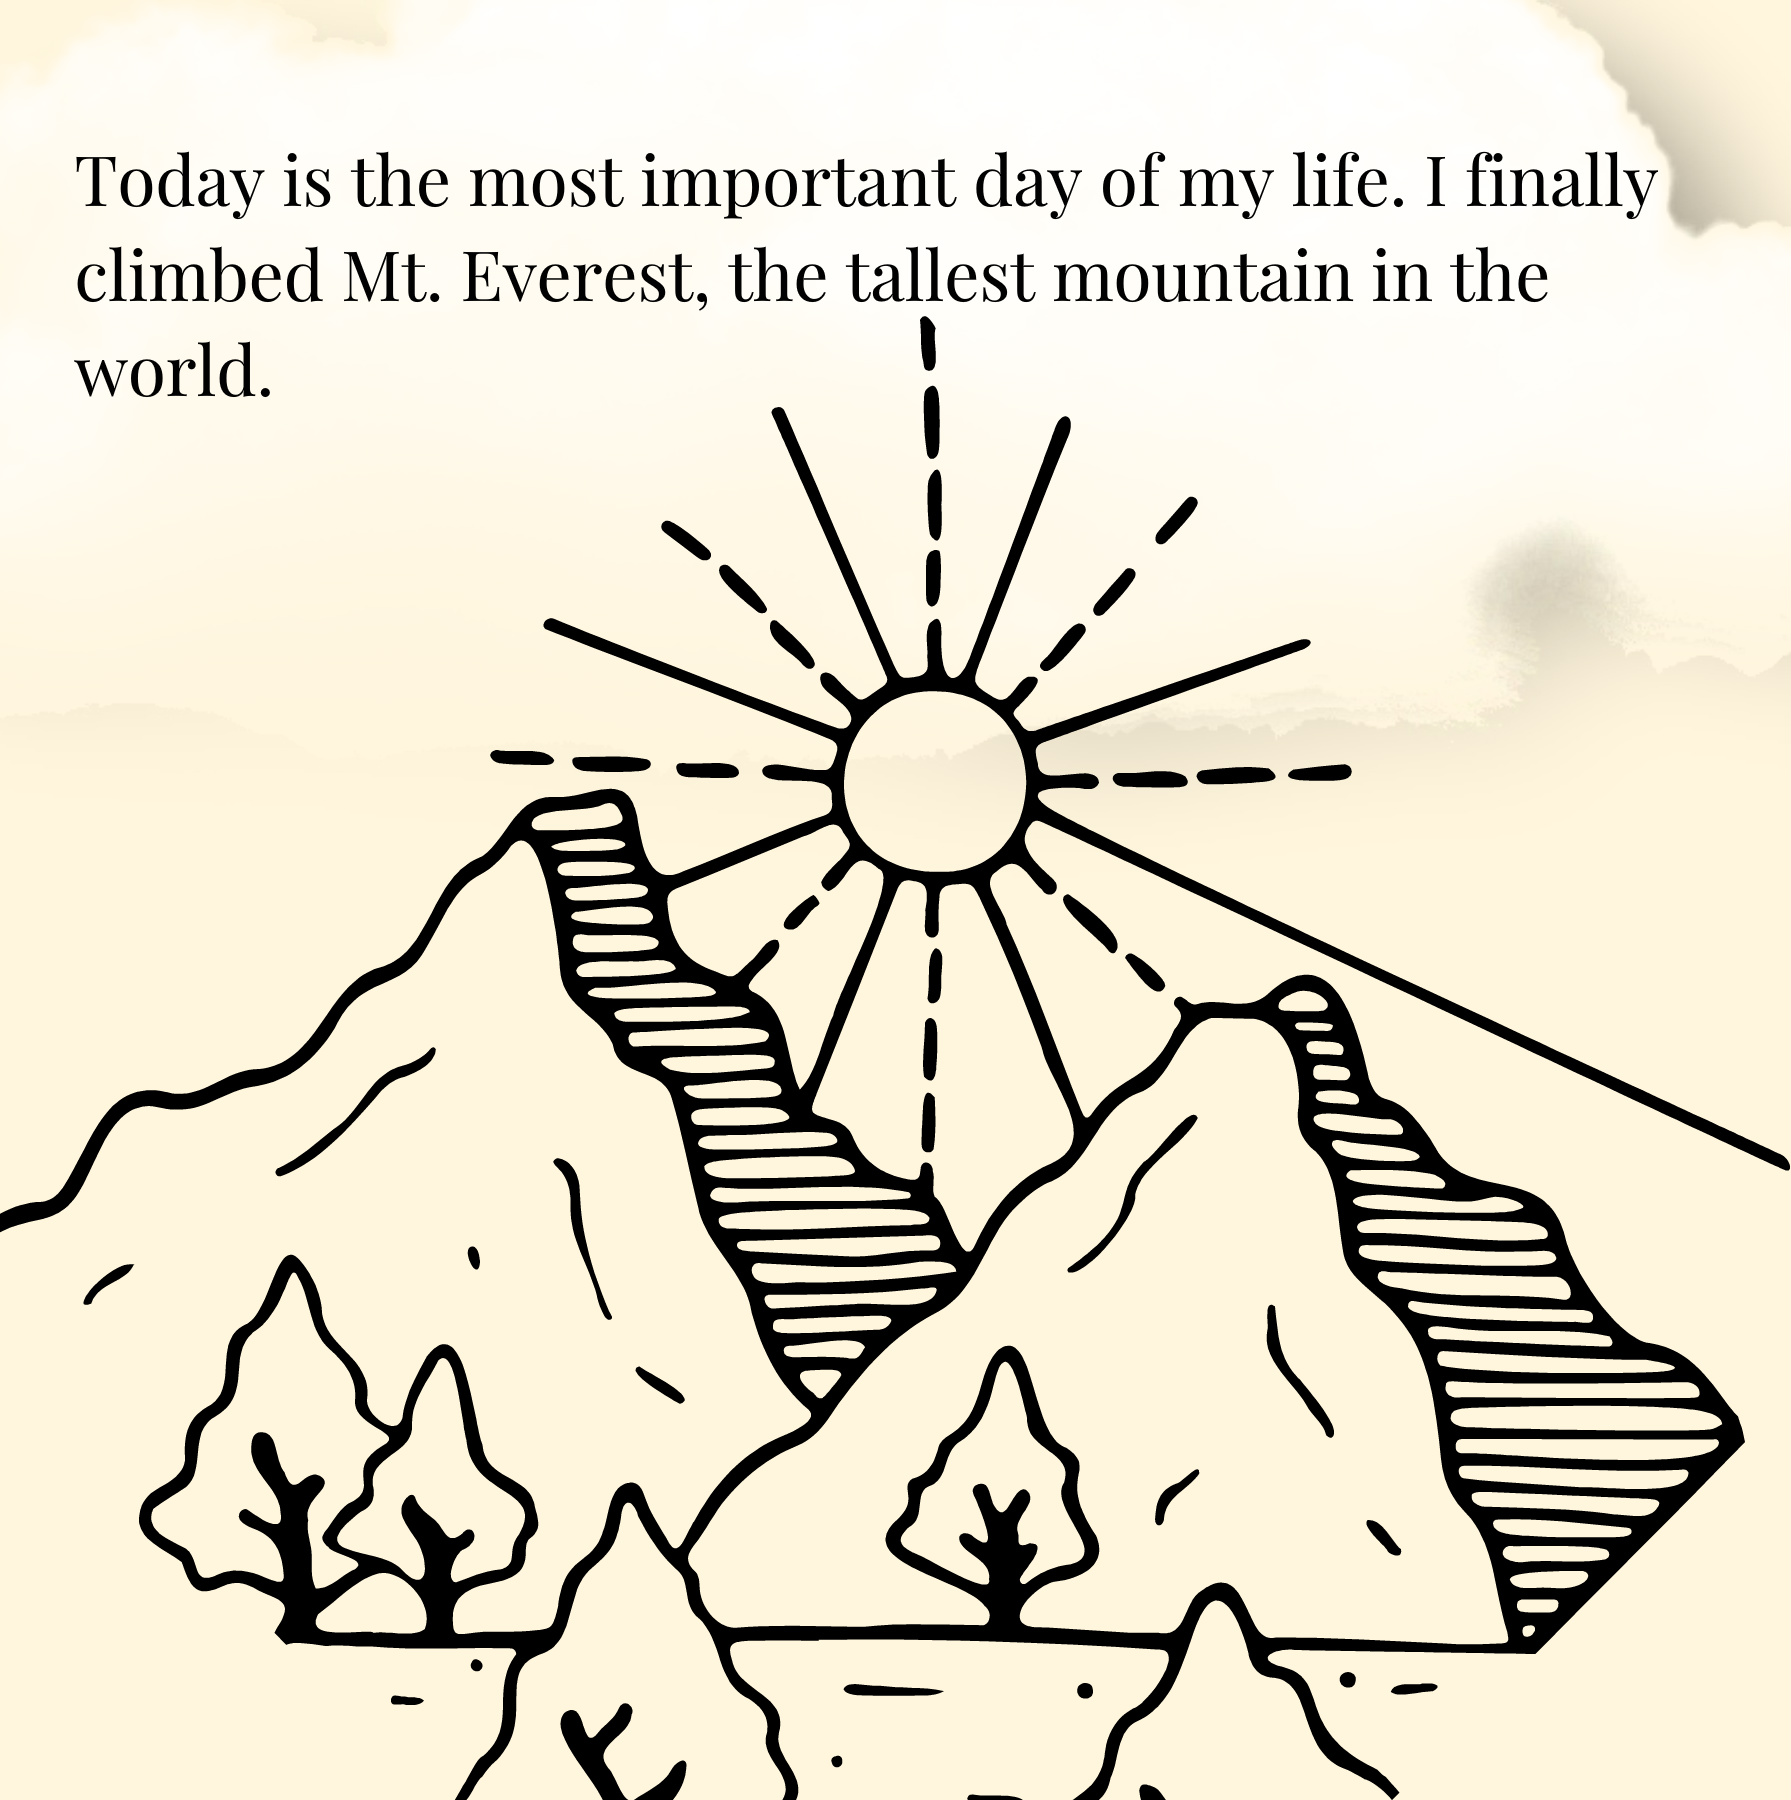 Today is the most important day of my life. I finally
climbed Mt. Everest, the tallest mountain in the
world.